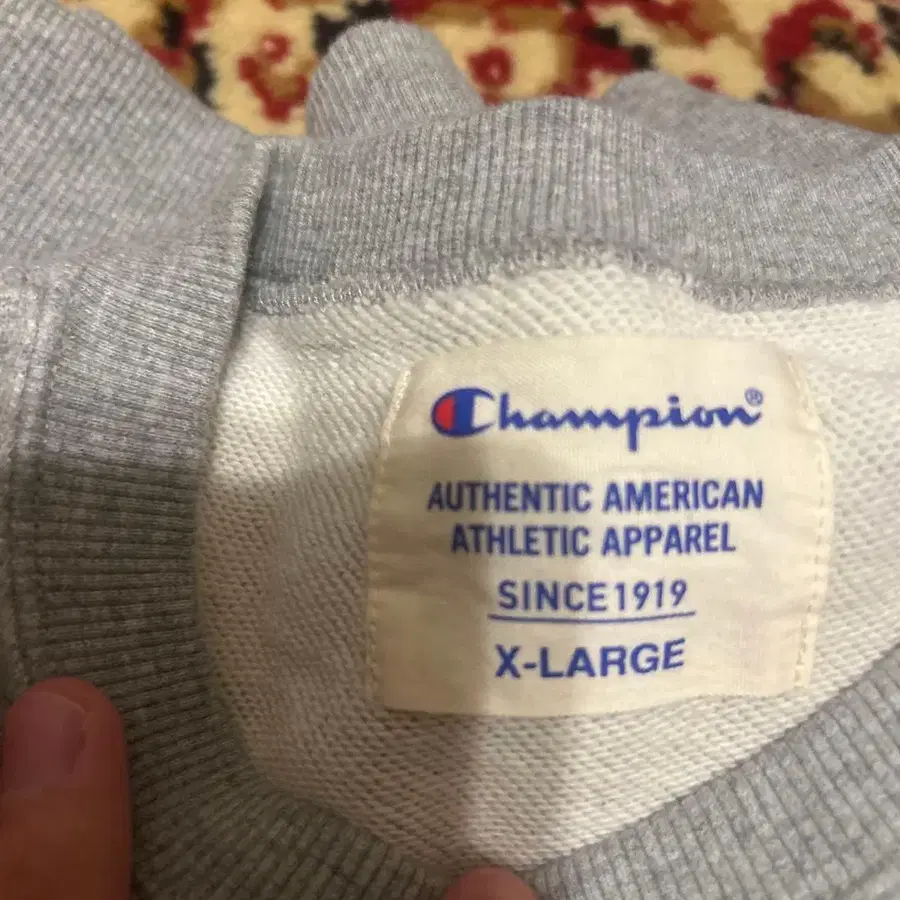 Champion®
AUTHENTIC AMERICAN
ATHLETIC APPAREL
SINCE 1919
X-LARGE